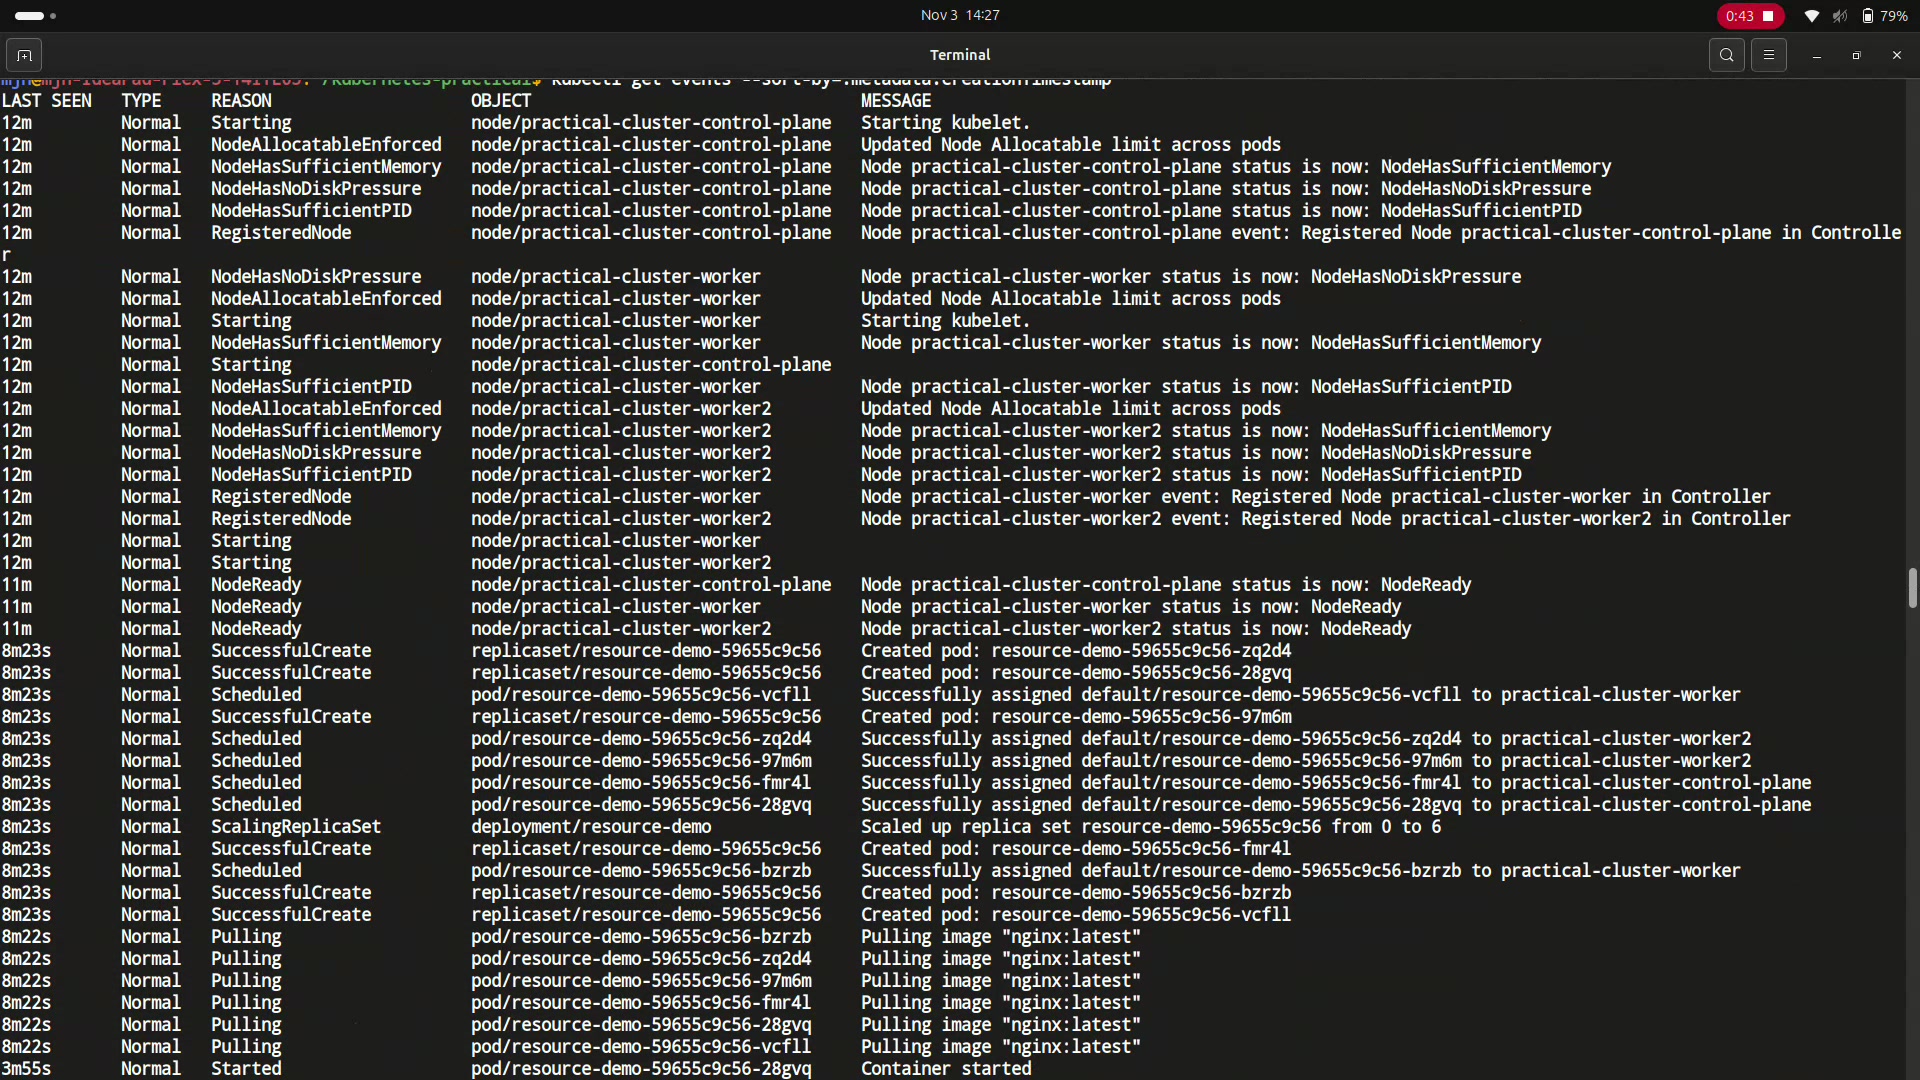 Nov 3 14:27
0:43
79%
Terminal
mjh@mjh-IdeaPad-Flex-5-14ITL05:~/Kubernetes-practical$ kubectl get events --sort-by=.metadata.creationTimestamp
LAST SEEN TYPE REASON OBJECT MESSAGE
12m Normal Starting node/practical-cluster-control-plane Starting kubelet.
12m Normal NodeAllocatableEnforced node/practical-cluster-control-plane Updated Node Allocatable limit across pods
12m Normal NodeHasSufficientMemory node/practical-cluster-control-plane Node practical-cluster-control-plane status is now: NodeHasSufficientMemory
12m Normal NodeHasNoDiskPressure node/practical-cluster-control-plane Node practical-cluster-control-plane status is now: NodeHasNoDiskPressure
12m Normal NodeHasSufficientPID node/practical-cluster-control-plane Node practical-cluster-control-plane status is now: NodeHasSufficientPID
12m Normal RegisteredNode node/practical-cluster-control-plane Node practical-cluster-control-plane event: Registered Node practical-cluster-control-plane in Controlle
r
12m Normal NodeHasNoDiskPressure node/practical-cluster-worker Node practical-cluster-worker status is now: NodeHasNoDiskPressure
12m Normal NodeAllocatableEnforced node/practical-cluster-worker Updated Node Allocatable limit across pods
12m Normal Starting node/practical-cluster-worker Starting kubelet.
12m Normal NodeHasSufficientMemory node/practical-cluster-worker Node practical-cluster-worker status is now: NodeHasSufficientMemory
12m Normal Starting node/practical-cluster-control-plane
12m Normal NodeHasSufficientPID node/practical-cluster-worker Node practical-cluster-worker status is now: NodeHasSufficientPID
12m Normal NodeAllocatableEnforced node/practical-cluster-worker2 Updated Node Allocatable limit across pods
12m Normal NodeHasSufficientMemory node/practical-cluster-worker2 Node practical-cluster-worker2 status is now: NodeHasSufficientMemory
12m Normal NodeHasNoDiskPressure node/practical-cluster-worker2 Node practical-cluster-worker2 status is now: NodeHasNoDiskPressure
12m Normal NodeHasSufficientPID node/practical-cluster-worker2 Node practical-cluster-worker2 status is now: NodeHasSufficientPID
12m Normal RegisteredNode node/practical-cluster-worker Node practical-cluster-worker event: Registered Node practical-cluster-worker in Controller
12m Normal RegisteredNode node/practical-cluster-worker2 Node practical-cluster-worker2 event: Registered Node practical-cluster-worker2 in Controller
12m Normal Starting node/practical-cluster-worker
12m Normal Starting node/practical-cluster-worker2
11m Normal NodeReady node/practical-cluster-control-plane Node practical-cluster-control-plane status is now: NodeReady
11m Normal NodeReady node/practical-cluster-worker Node practical-cluster-worker status is now: NodeReady
11m Normal NodeReady node/practical-cluster-worker2 Node practical-cluster-worker2 status is now: NodeReady
8m23s Normal SuccessfulCreate replicaset/resource-demo-59655c9c56 Created pod: resource-demo-59655c9c56-zq2d4
8m23s Normal SuccessfulCreate replicaset/resource-demo-59655c9c56 Created pod: resource-demo-59655c9c56-28gvq
8m23s Normal Scheduled pod/resource-demo-59655c9c56-vcfll Successfully assigned default/resource-demo-59655c9c56-vcfll to practical-cluster-worker
8m23s Normal SuccessfulCreate replicaset/resource-demo-59655c9c56 Created pod: resource-demo-59655c9c56-97m6m
8m23s Normal Scheduled pod/resource-demo-59655c9c56-zq2d4 Successfully assigned default/resource-demo-59655c9c56-zq2d4 to practical-cluster-worker2
8m23s Normal Scheduled pod/resource-demo-59655c9c56-97m6m Successfully assigned default/resource-demo-59655c9c56-97m6m to practical-cluster-worker2
8m23s Normal Scheduled pod/resource-demo-59655c9c56-fmr4l Successfully assigned default/resource-demo-59655c9c56-fmr4l to practical-cluster-control-plane
8m23s Normal Scheduled pod/resource-demo-59655c9c56-28gvq Successfully assigned default/resource-demo-59655c9c56-28gvq to practical-cluster-control-plane
8m23s Normal ScalingReplicaSet deployment/resource-demo Scaled up replica set resource-demo-59655c9c56 from 0 to 6
8m23s Normal SuccessfulCreate replicaset/resource-demo-59655c9c56 Created pod: resource-demo-59655c9c56-fmr4l
8m23s Normal Scheduled pod/resource-demo-59655c9c56-bzrzb Successfully assigned default/resource-demo-59655c9c56-bzrzb to practical-cluster-worker
8m23s Normal SuccessfulCreate replicaset/resource-demo-59655c9c56 Created pod: resource-demo-59655c9c56-bzrzb
8m23s Normal SuccessfulCreate replicaset/resource-demo-59655c9c56 Created pod: resource-demo-59655c9c56-vcfll
8m22s Normal Pulling pod/resource-demo-59655c9c56-bzrzb Pulling image "nginx:latest"
8m22s Normal Pulling pod/resource-demo-59655c9c56-zq2d4 Pulling image "nginx:latest"
8m22s Normal Pulling pod/resource-demo-59655c9c56-97m6m Pulling image "nginx:latest"
8m22s Normal Pulling pod/resource-demo-59655c9c56-fmr4l Pulling image "nginx:latest"
8m22s Normal Pulling pod/resource-demo-59655c9c56-28gvq Pulling image "nginx:latest"
8m22s Normal Pulling pod/resource-demo-59655c9c56-vcfll Pulling image "nginx:latest"
3m55s Normal Started pod/resource-demo-59655c9c56-28gvq Container started